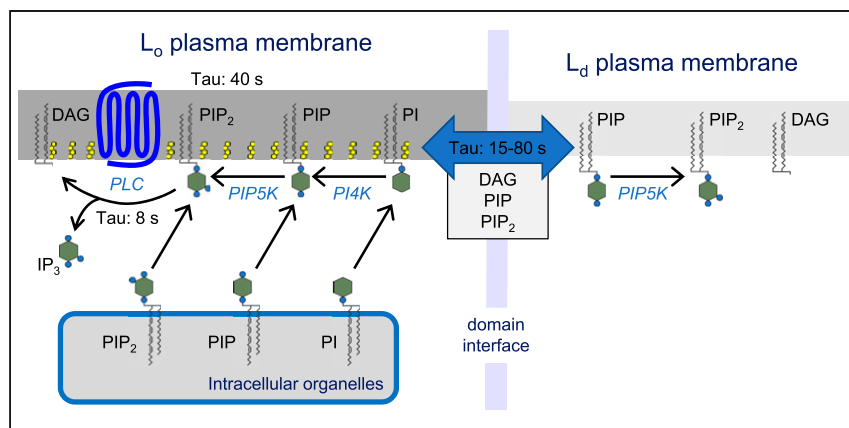 Lo plasma membrane
Ld plasma membrane
Tau: 40 s
DAG
PIP2
PIP
PI
PIP
PIP2
DAG
Tau: 15-80 s
PLC
PIP5K
PI4K
DAG
PIP
PIP2
PIP5K
Tau: 8 s
IP3
PIP2
PIP
PI
domain
interface
Intracellular organelles